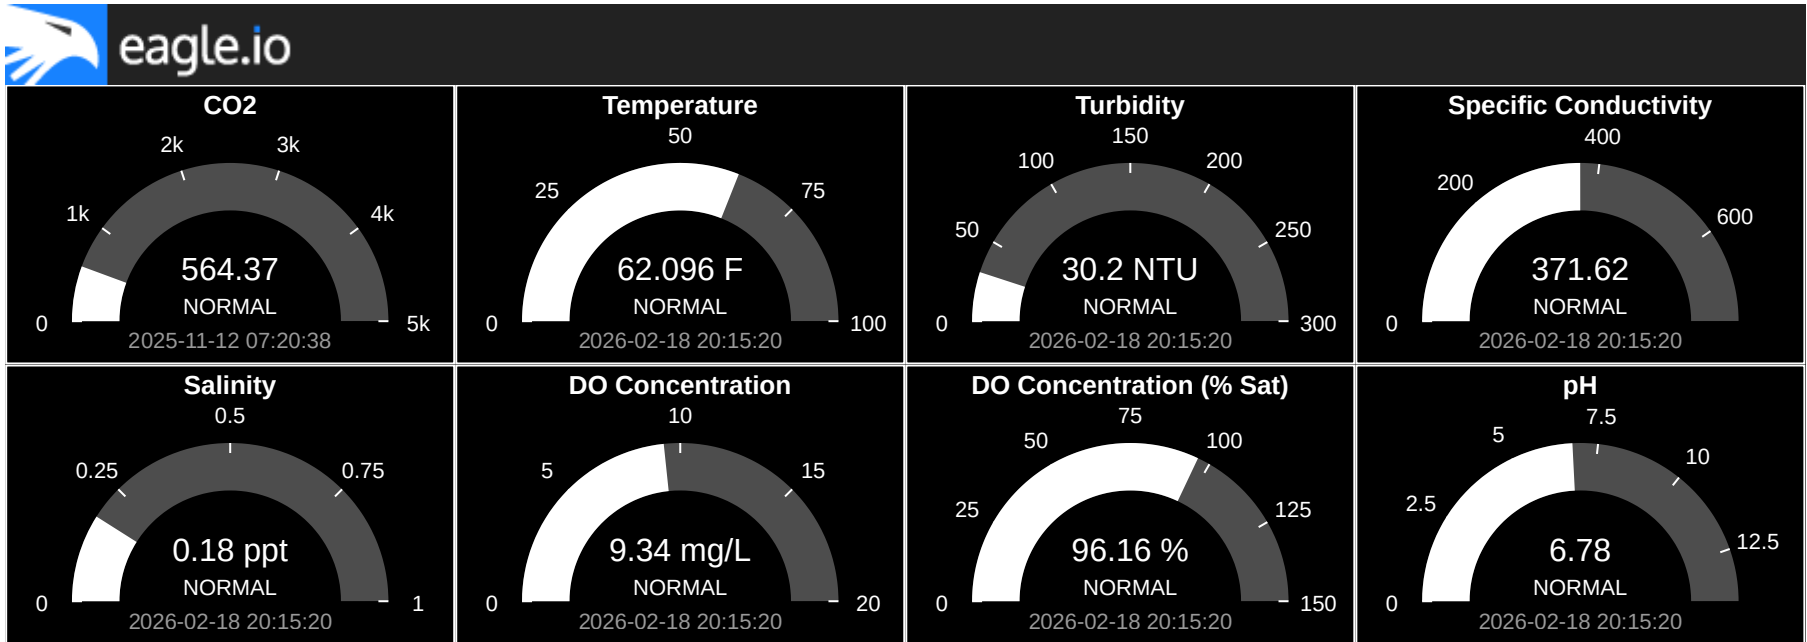 eagle.io
CO2
0
1k
2k
3k
4k
5k
564.37
NORMAL
2025-11-12 07:20:38
Temperature
0
25
50
75
100
62.096 F
NORMAL
2026-02-18 20:15:20
Turbidity
0
50
100
150
200
250
300
30.2 NTU
NORMAL
2026-02-18 20:15:20
Specific Conductivity
0
200
400
600
371.62
NORMAL
2026-02-18 20:15:20
Salinity
0
0.25
0.5
0.75
1
0.18 ppt
NORMAL
2026-02-18 20:15:20
DO Concentration
0
5
10
15
20
9.34 mg/L
NORMAL
2026-02-18 20:15:20
DO Concentration (% Sat)
0
25
50
75
100
125
150
96.16 %
NORMAL
2026-02-18 20:15:20
pH
0
2.5
5
7.5
10
12.5
6.78
NORMAL
2026-02-18 20:15:20